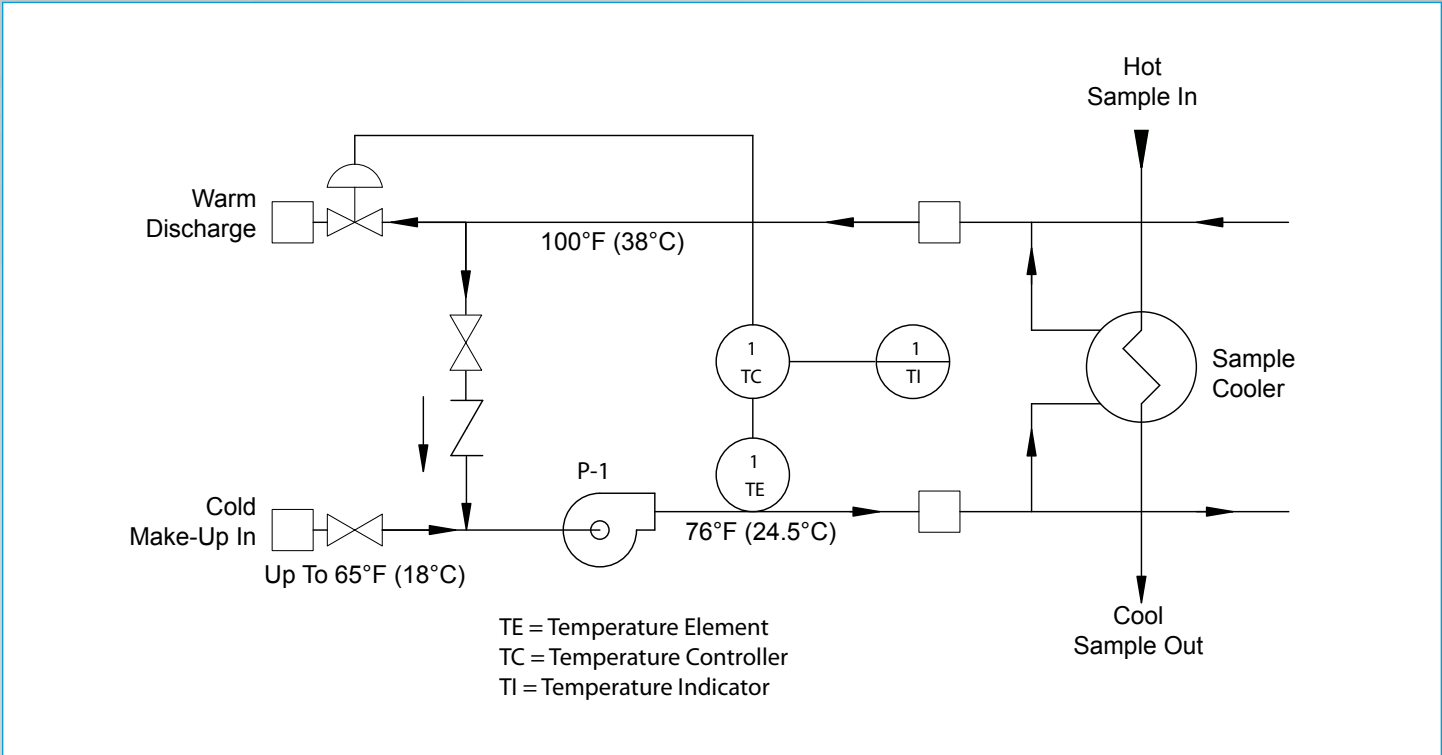 Hot
Sample In
Warm
Discharge
100°F (38°C)
1
TC
1
TI
Sample
Cooler
1
TE
P-1
76°F (24.5°C)
Cold
Make-Up In
Up To 65°F (18°C)
Cool
Sample Out
TE = Temperature Element
TC = Temperature Controller
TI = Temperature Indicator